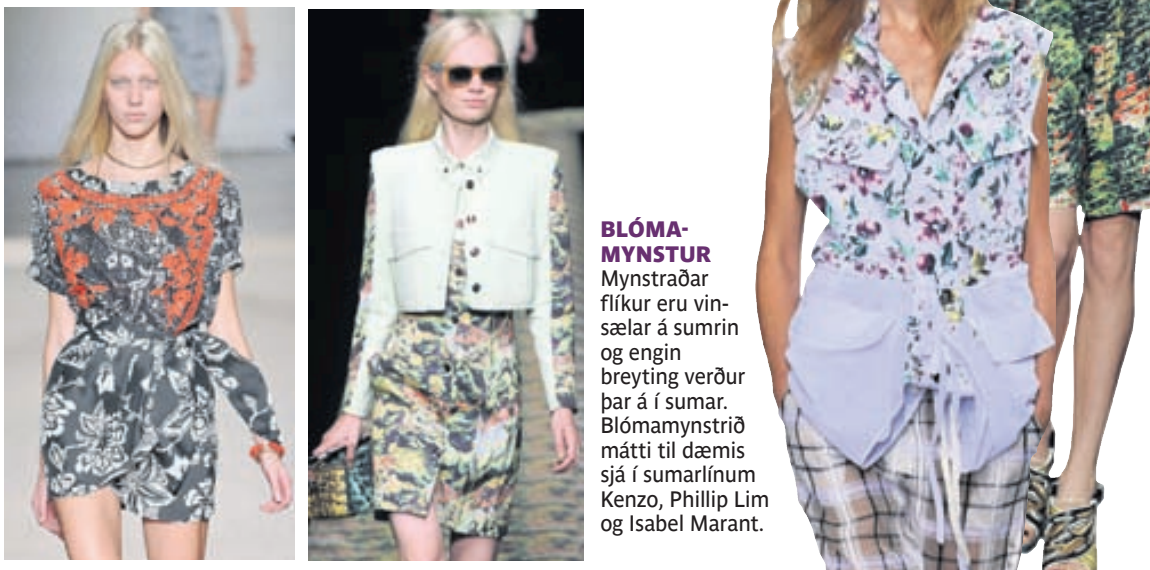 BLÓMA-
MYNSTUR
Mynstraðar
flíkur eru vin-
sælar á sumrin
og engin
breyting verður
þar á í sumar.
Blómamynstrið
mátti til dæmis
sjá í sumarlínum
Kenzo, Phillip Lim
og Isabel Marant.